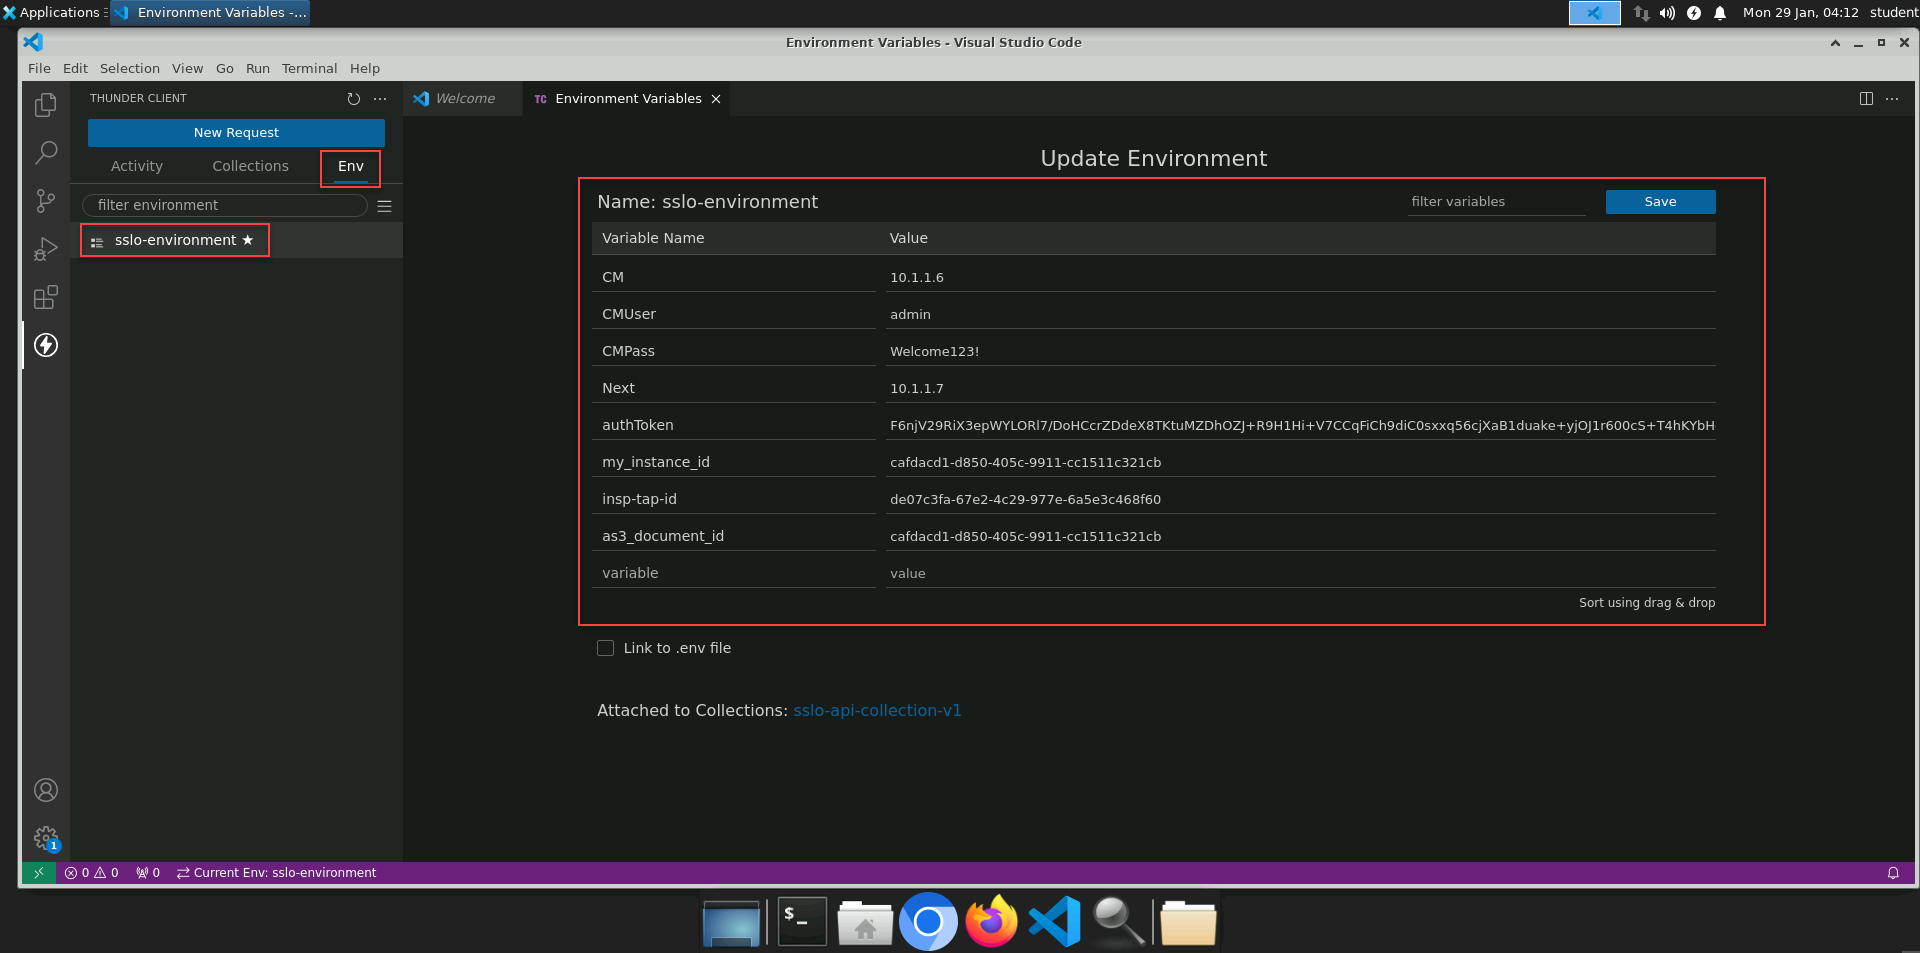 Applications
Environment Variables -...
Mon 29 Jan, 04:12 student
Environment Variables - Visual Studio Code
File Edit Selection View Go Run Terminal Help
THUNDER CLIENT
Welcome
TC Environment Variables
New Request
Activity Collections Env
filter environment
sslo-environment ★
Update Environment
Name: sslo-environment
filter variables
Save
Variable Name Value
CM 10.1.1.6
CMUser admin
CMPass Welcome123!
Next 10.1.1.7
authToken F6njV29RiX3epWYLORl7/DoHCcrZDdeX8TKtuMZDhOZJ+R9H1Hi+V7CCqFiCh9diC0sxxq56cjXaB1duake+yjOJ1r600cS+T4hKYbH
my_instance_id cafdacd1-d850-405c-9911-cc1511c321cb
insp-tap-id de07c3fa-67e2-4c29-977e-6a5e3c468f60
as3_document_id cafdacd1-d850-405c-9911-cc1511c321cb
variable value
Sort using drag & drop
Link to .env file
Attached to Collections: sslo-api-collection-v1
1
0 0 0 Current Env: sslo-environment
$_